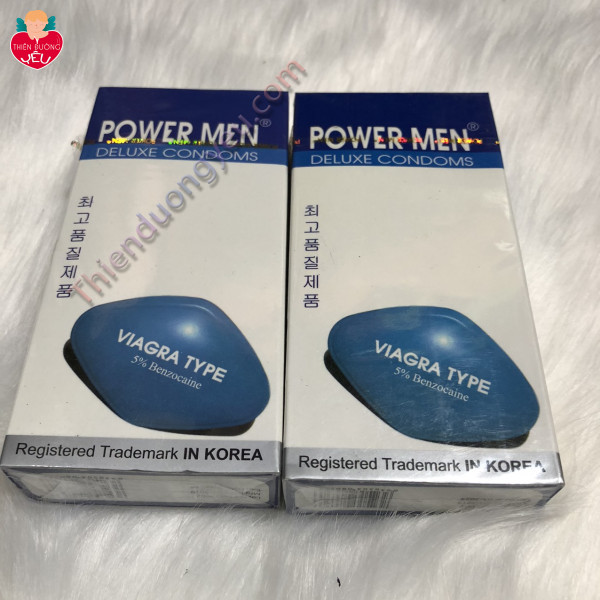 THIÊN ĐƯỜNG
YÊU
Thienduongyeu.com
POWER MEN®
DELUXE CONDOMS
최고품질제품
VIAGRA TYPE
5% Benzocaine
Registered Trademark IN KOREA
POWER MEN®
DELUXE CONDOMS
최고품질제품
VIAGRA TYPE
5% Benzocaine
Registered Trademark IN KOREA